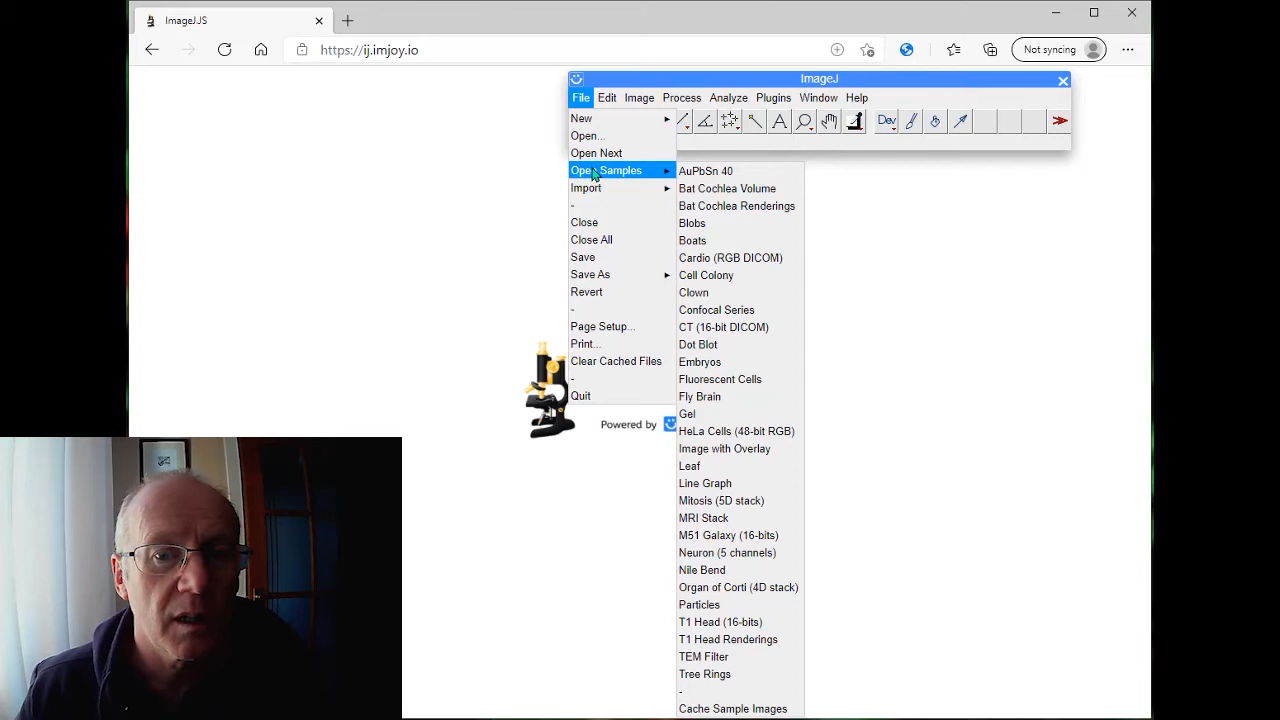 ImageJ.JS
https://ij.imjoy.io
Not syncing
ImageJ
File Edit Image Process Analyze Plugins Window Help
Dev
New
Open...
Open Next
Open Samples
Import
-
Close
Close All
Save
Save As
Revert
-
Page Setup...
Print...
Clear Cached Files
-
Quit
AuPbSn 40
Bat Cochlea Volume
Bat Cochlea Renderings
Blobs
Boats
Cardio (RGB DICOM)
Cell Colony
Clown
Confocal Series
CT (16-bit DICOM)
Dot Blot
Embryos
Fluorescent Cells
Fly Brain
Gel
HeLa Cells (48-bit RGB)
Image with Overlay
Leaf
Line Graph
Mitosis (5D stack)
MRI Stack
M51 Galaxy (16-bits)
Neuron (5 channels)
Nile Bend
Organ of Corti (4D stack)
Particles
T1 Head (16-bits)
T1 Head Renderings
TEM Filter
Tree Rings
-
Cache Sample Images
Powered by